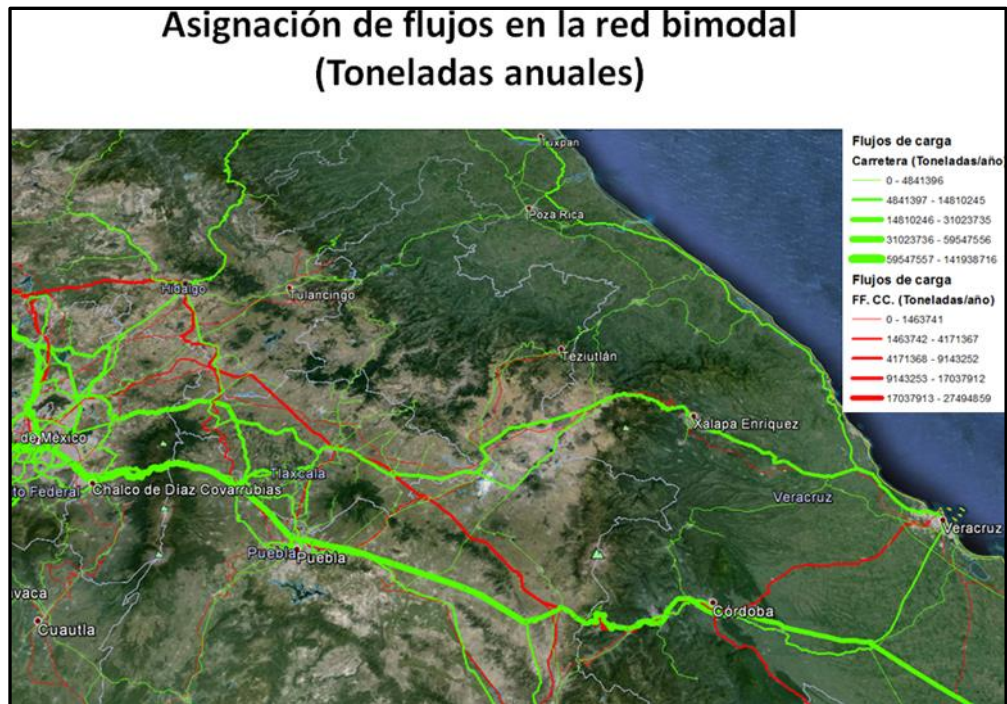 Asignación de flujos en la red bimodal
(Toneladas anuales)
Flujos de carga
Carretera (Toneladas/año)
0 - 4841396
4841397 - 14810245
14810246 - 31023735
31023736 - 59547556
59547557 - 141938716
Flujos de carga
FF. CC. (Toneladas/año)
0 - 1463741
1463742 - 4171367
4171368 - 9143252
9143253 - 17037912
17037913 - 27494859
Tuxpan
Poza Rica
Hidalgo
Tulancingo
Teziutlán
Xalapa Enriquez
de México
Tlaxcala
to Federal
Chalco de Díaz Covarrubias
Veracruz
Veracruz
Puebla
Puebla
Córdoba
avaca
Cuautla